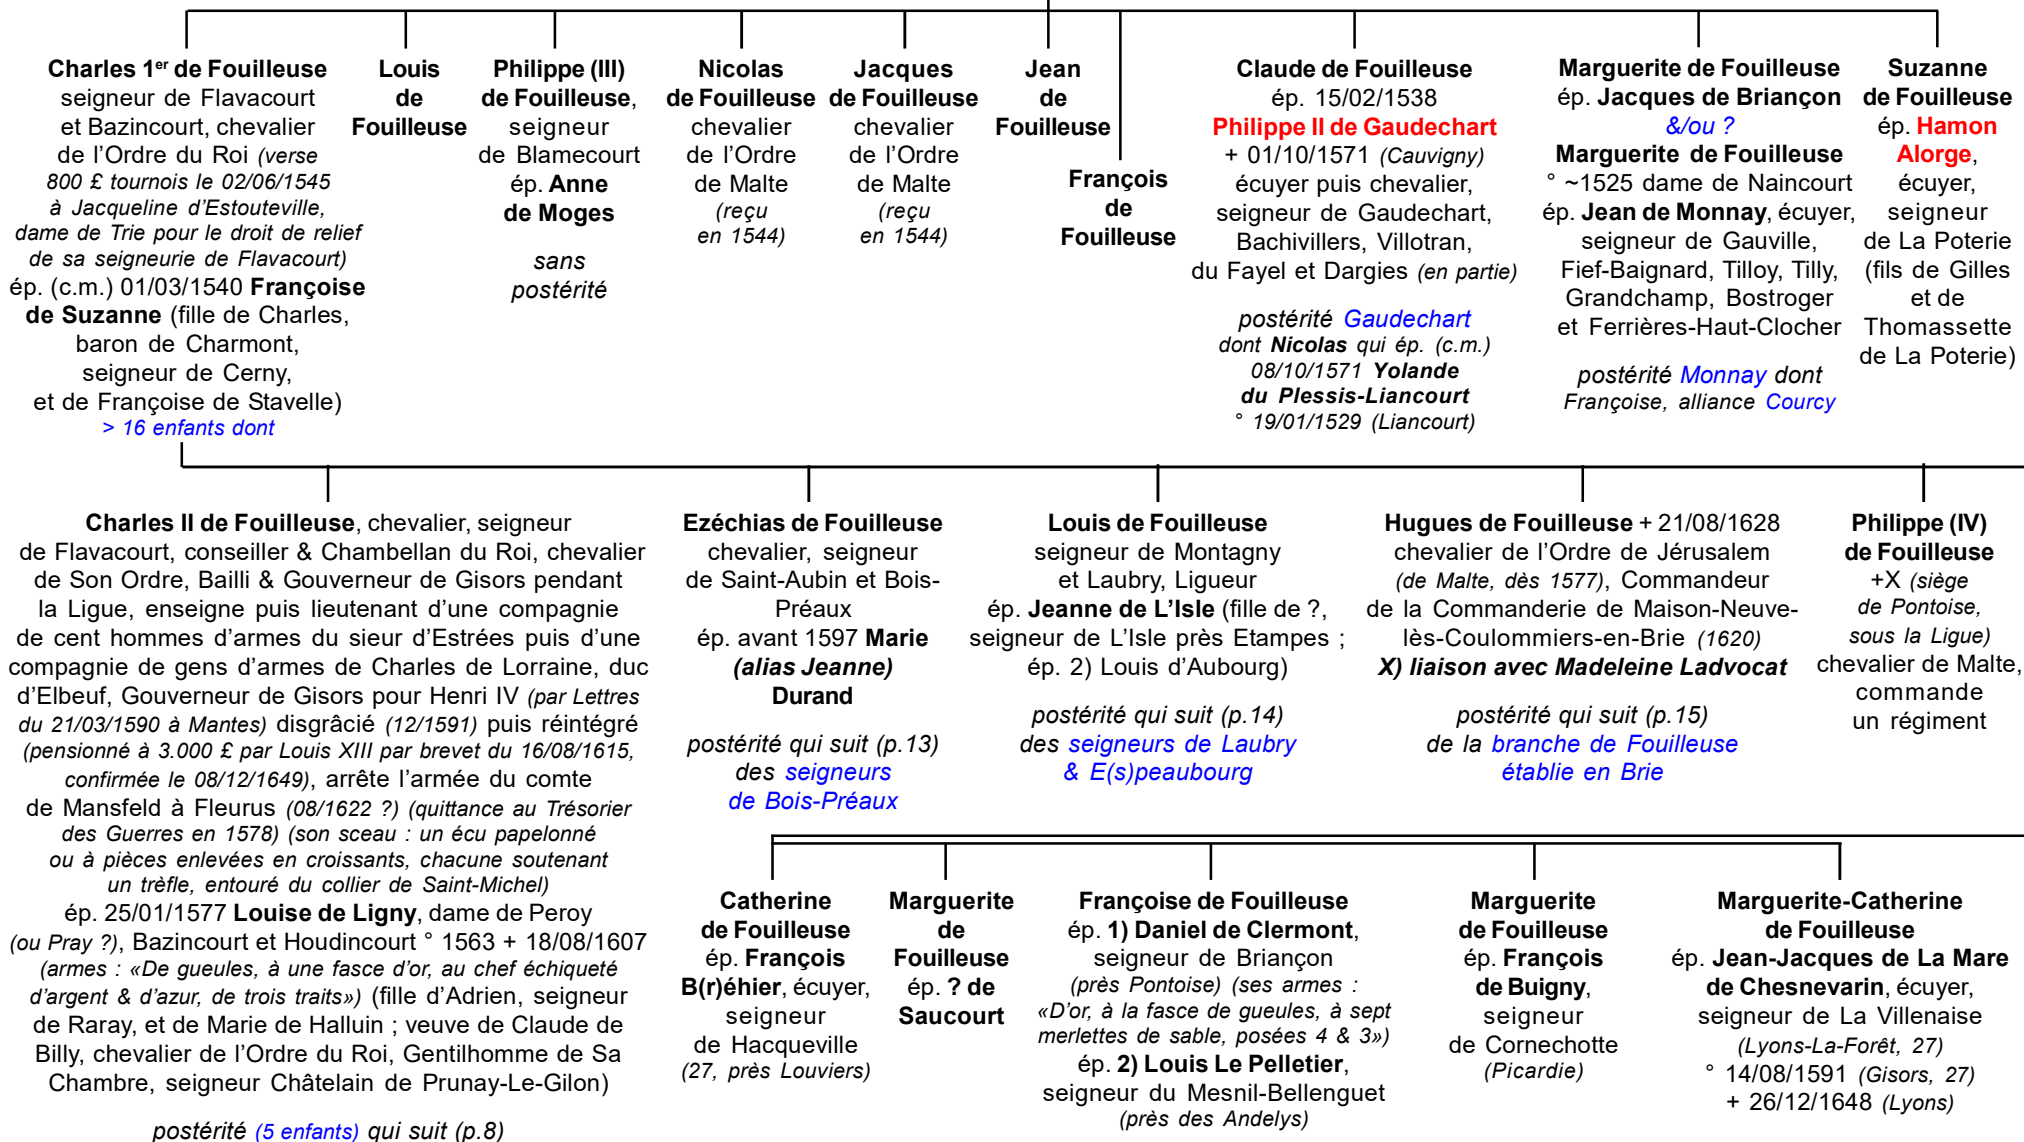 Charles 1er de Fouilleuse
seigneur de Flavacourt
et Bazincourt, chevalier
de l'Ordre du Roi (verse
800 £ tournois le 02/06/1545
à Jacqueline d'Estouteville,
dame de Trie pour le droit de relief
de sa seigneurie de Flavacourt)
ép. (c.m.) 01/03/1540 Françoise
de Suzanne (fille de Charles,
baron de Charmont,
seigneur de Cerny,
et de Françoise de Stavelle)
> 16 enfants dont
Louis
de
Fouilleuse
Philippe (III)
de Fouilleuse,
seigneur
de Blamecourt
ép. Anne
de Moges
sans
postérité
Nicolas
de Fouilleuse
chevalier
de l'Ordre
de Malte
(reçu
en 1544)
Jacques
de Fouilleuse
chevalier
de l'Ordre
de Malte
(reçu
en 1544)
Jean
de
Fouilleuse
François
de
Fouilleuse
Claude de Fouilleuse
ép. 15/02/1538
Philippe II de Gaudechart
+ 01/10/1571 (Cauvigny)
écuyer puis chevalier,
seigneur de Gaudechart,
Bachivillers, Villotran,
du Fayel et Dargies (en partie)
postérité Gaudechart
dont Nicolas qui ép. (c.m.)
08/10/1571 Yolande
du Plessis-Liancourt
° 19/01/1529 (Liancourt)
Marguerite de Fouilleuse
ép. Jacques de Briançon
&/ou ?
Marguerite de Fouilleuse
° ~1525 dame de Naincourt
ép. Jean de Monnay, écuyer,
seigneur de Gauville,
Fief-Baignard, Tilloy, Tilly,
Grandchamp, Bostroger
et Ferrières-Haut-Clocher
postérité Monnay dont
Françoise, alliance Courcy
Suzanne
de Fouilleuse
ép. Hamon
Alorge,
écuyer,
seigneur
de La Poterie
(fils de Gilles
et de
Thomassette
de La Poterie)
Charles II de Fouilleuse, chevalier, seigneur
de Flavacourt, conseiller & Chambellan du Roi, chevalier
de Son Ordre, Bailli & Gouverneur de Gisors pendant
la Ligue, enseigne puis lieutenant d'une compagnie
de cent hommes d'armes du sieur d'Estrées puis d'une
compagnie de gens d'armes de Charles de Lorraine, duc
d'Elbeuf, Gouverneur de Gisors pour Henri IV (par Lettres
du 21/03/1590 à Mantes) disgrâcié (12/1591) puis réintégré
(pensionné à 3.000 £ par Louis XIII par brevet du 16/08/1615,
confirmée le 08/12/1649), arrête l'armée du comte
de Mansfeld à Fleurus (08/1622 ?) (quittance au Trésorier
des Guerres en 1578) (son sceau : un écu papelonné
ou à pièces enlevées en croissants, chacune soutenant
un trèfle, entouré du collier de Saint-Michel)
ép. 25/01/1577 Louise de Ligny, dame de Peroy
(ou Pray ?), Bazincourt et Houdincourt ° 1563 + 18/08/1607
(armes : «De gueules, à une fasce d'or, au chef échiqueté
d'argent & d'azur, de trois traits») (fille d'Adrien, seigneur
de Raray, et de Marie de Halluin ; veuve de Claude de
Billy, chevalier de l'Ordre du Roi, Gentilhomme de Sa
Chambre, seigneur Châtelain de Prunay-Le-Gilon)
postérité (5 enfants) qui suit (p.8)
Ezéchias de Fouilleuse
chevalier, seigneur
de Saint-Aubin et Bois-
Préaux
ép. avant 1597 Marie
(alias Jeanne)
Durand
postérité qui suit (p.13)
des seigneurs
de Bois-Préaux
Louis de Fouilleuse
seigneur de Montagny
et Laubry, Ligueur
ép. Jeanne de L'Isle (fille de ?,
seigneur de L'Isle près Etampes ;
ép. 2) Louis d'Aubourg)
postérité qui suit (p.14)
des seigneurs de Laubry
& E(s)peaubourg
Hugues de Fouilleuse + 21/08/1628
chevalier de l'Ordre de Jérusalem
(de Malte, dès 1577), Commandeur
de la Commanderie de Maison-Neuve-
lès-Coulommiers-en-Brie (1620)
X) liaison avec Madeleine Ladvocat
postérité qui suit (p.15)
de la branche de Fouilleuse
établie en Brie
Philippe (IV)
de Fouilleuse
+X (siège
de Pontoise,
sous la Ligue)
chevalier de Malte,
commande
un régiment
Catherine
de Fouilleuse
ép. François
B(r)éhier, écuyer,
seigneur
de Hacqueville
(27, près Louviers)
Marguerite
de
Fouilleuse
ép. ? de
Saucourt
Françoise de Fouilleuse
ép. 1) Daniel de Clermont,
seigneur de Briançon
(près Pontoise) (ses armes :
«D'or, à la fasce de gueules, à sept
merlettes de sable, posées 4 & 3»)
ép. 2) Louis Le Pelletier,
seigneur du Mesnil-Bellenguet
(près des Andelys)
Marguerite
de Fouilleuse
ép. François
de Buigny,
seigneur
de Cornechotte
(Picardie)
Marguerite-Catherine
de Fouilleuse
ép. Jean-Jacques de La Mare
de Chesnevarin, écuyer,
seigneur de La Villenaise
(Lyons-La-Forêt, 27)
° 14/08/1591 (Gisors, 27)
+ 26/12/1648 (Lyons)